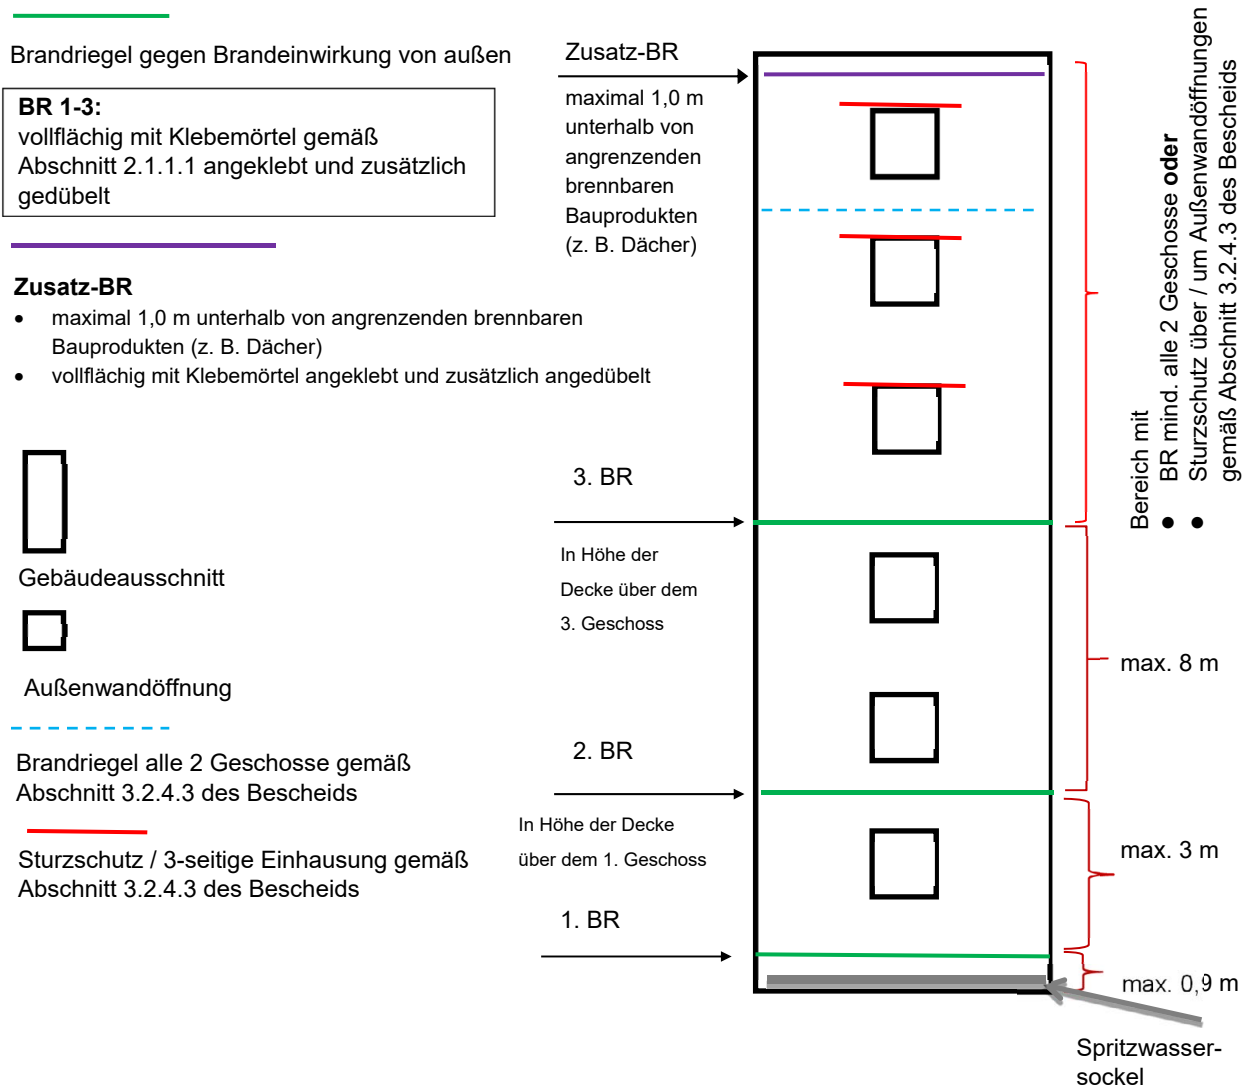 Brandriegel gegen Brandeinwirkung von außen
BR 1-3:
vollflächig mit Klebemörtel gemäß
Abschnitt 2.1.1.1 angeklebt und zusätzlich
gedübelt
Zusatz-BR
• maximal 1,0 m unterhalb von angrenzenden brennbaren
Bauprodukten (z. B. Dächer)
• vollflächig mit Klebemörtel angeklebt und zusätzlich angedübelt
Gebäudeausschnitt
Außenwandöffnung
Brandriegel alle 2 Geschosse gemäß
Abschnitt 3.2.4.3 des Bescheids
Sturzschutz / 3-seitige Einhausung gemäß
Abschnitt 3.2.4.3 des Bescheids
Zusatz-BR
maximal 1,0 m
unterhalb von
angrenzenden
brennbaren
Bauprodukten
(z. B. Dächer)
3. BR
In Höhe der
Decke über dem
3. Geschoss
2. BR
In Höhe der Decke
über dem 1. Geschoss
1. BR
Bereich mit
• BR mind. alle 2 Geschosse oder
• Sturzschutz über / um Außenwandöffnungen
gemäß Abschnitt 3.2.4.3 des Bescheids
max. 8 m
max. 3 m
max. 0,9 m
Spritzwasser-
sockel